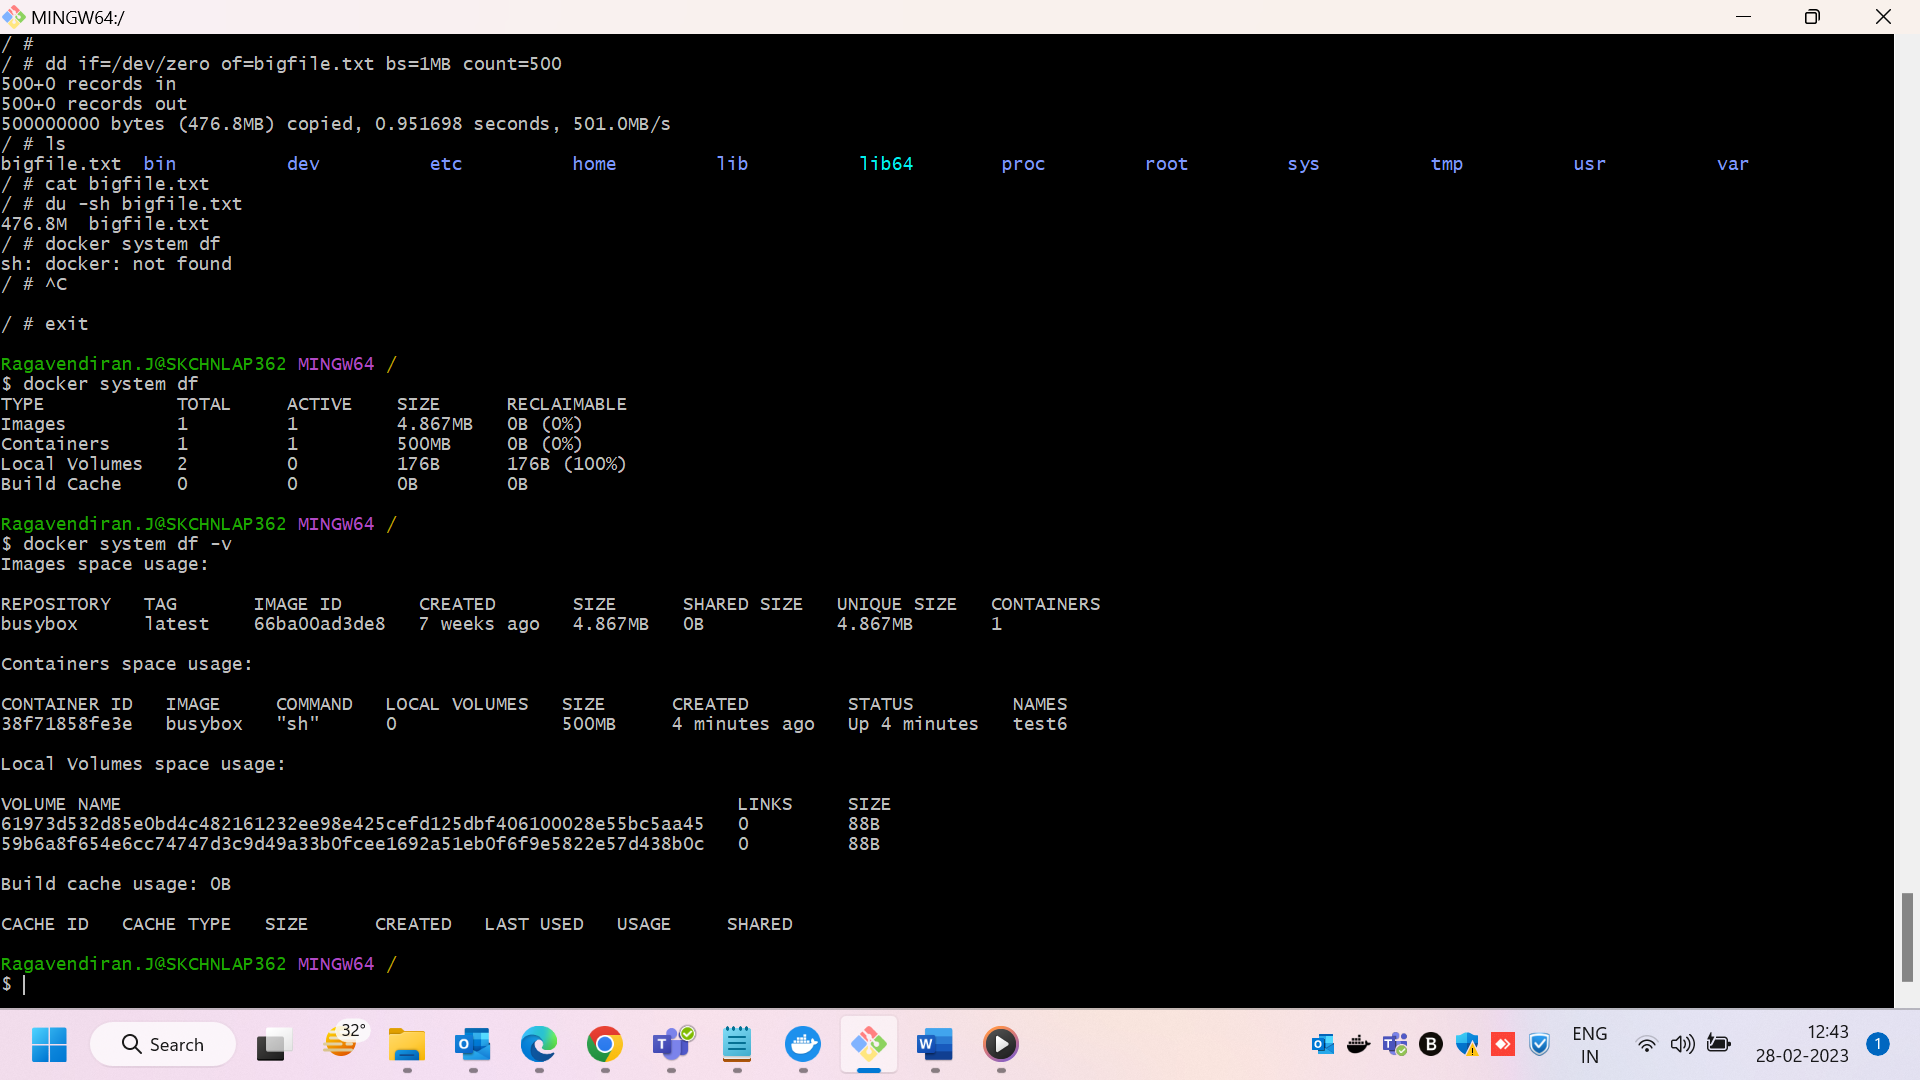 MINGW64:/
/ #
/ # dd if=/dev/zero of=bigfile.txt bs=1MB count=500
500+0 records in
500+0 records out
500000000 bytes (476.8MB) copied, 0.951698 seconds, 501.0MB/s
/ # ls
bigfile.txt  bin  dev  etc  home  lib  lib64  proc  root  sys  tmp  usr  var
/ # cat bigfile.txt
/ # du -sh bigfile.txt
476.8M  bigfile.txt
/ # docker system df
sh: docker: not found
/ # ^C
/ # exit
Ragavendiran.J@SKCHNLAP362 MINGW64 /
$ docker system df
TYPE  TOTAL  ACTIVE  SIZE  RECLAIMABLE
Images  1  1  4.867MB  0B (0%)
Containers  1  1  500MB  0B (0%)
Local Volumes  2  0  176B  176B (100%)
Build Cache  0  0  0B  0B
Ragavendiran.J@SKCHNLAP362 MINGW64 /
$ docker system df -v
Images space usage:
REPOSITORY  TAG  IMAGE ID  CREATED  SIZE  SHARED SIZE  UNIQUE SIZE  CONTAINERS
busybox  latest  66ba00ad3de8  7 weeks ago  4.867MB  0B  4.867MB  1
Containers space usage:
CONTAINER ID  IMAGE  COMMAND  LOCAL VOLUMES  SIZE  CREATED  STATUS  NAMES
38f71858fe3e  busybox  "sh"  0  500MB  4 minutes ago  Up 4 minutes  test6
Local Volumes space usage:
VOLUME NAME  LINKS  SIZE
61973d532d85e0bd4c482161232ee98e425cefd125dbf406100028e55bc5aa45  0  88B
59b6a8f654e6cc74747d3c9d49a33b0fcee1692a51eb0f6f9e5822e57d438b0c  0  88B
Build cache usage: 0B
CACHE ID  CACHE TYPE  SIZE  CREATED  LAST USED  USAGE  SHARED
Ragavendiran.J@SKCHNLAP362 MINGW64 /
$
Search  32°  ENG  12:43
IN  28-02-2023  1